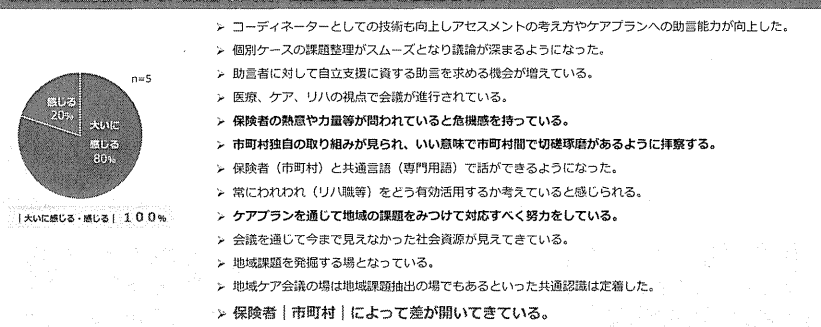 n=5
感じる
20%
大いに
感じる
80%
|大いに感じる・感じる| 100%
➢ コーディネーターとしての技術も向上しアセスメントの考え方やケアプランへの助言能力が向上した。
➢ 個別ケースの課題整理がスムーズとなり議論が深まるようになった。
➢ 助言者に対して自立支援に資する助言を求める機会が増えている。
➢ 医療、ケア、リハの視点で会議が進行されている。
➢ 保険者の熱意や力量等が問われていると危機感を持っている。
➢ 市町村独自の取り組みが見られ、いい意味で市町村間で切磋琢磨があるように拝察する。
➢ 保険者（市町村）と共通言語（専門用語）で話ができるようになった。
➢ 常にわれわれ（リハ職等）をどう有効活用するか考えていると感じられる。
➢ ケアプランを通じて地域の課題をみつけて対応すべく努力をしている。
➢ 会議を通じて今まで見えなかった社会資源が見えてきている。
➢ 地域課題を発掘する場となっている。
➢ 地域ケア会議の場は地域課題抽出の場でもあるといった共通認識は定着した。
➢ 保険者|市町村|によって差が開いてきている。